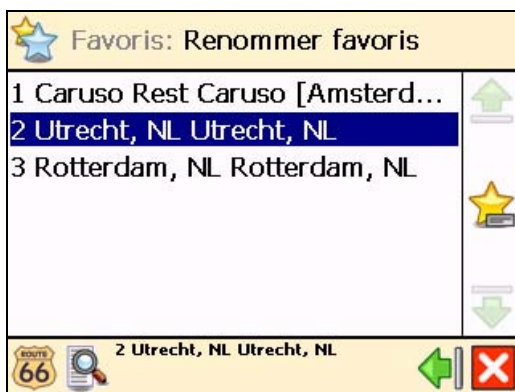 Favoris: Renommer favoris
1 Caruso Rest Caruso [Amsterd...
2 Utrecht, NL Utrecht, NL
3 Rotterdam, NL Rotterdam, NL
ROUTE
66
2 Utrecht, NL Utrecht, NL